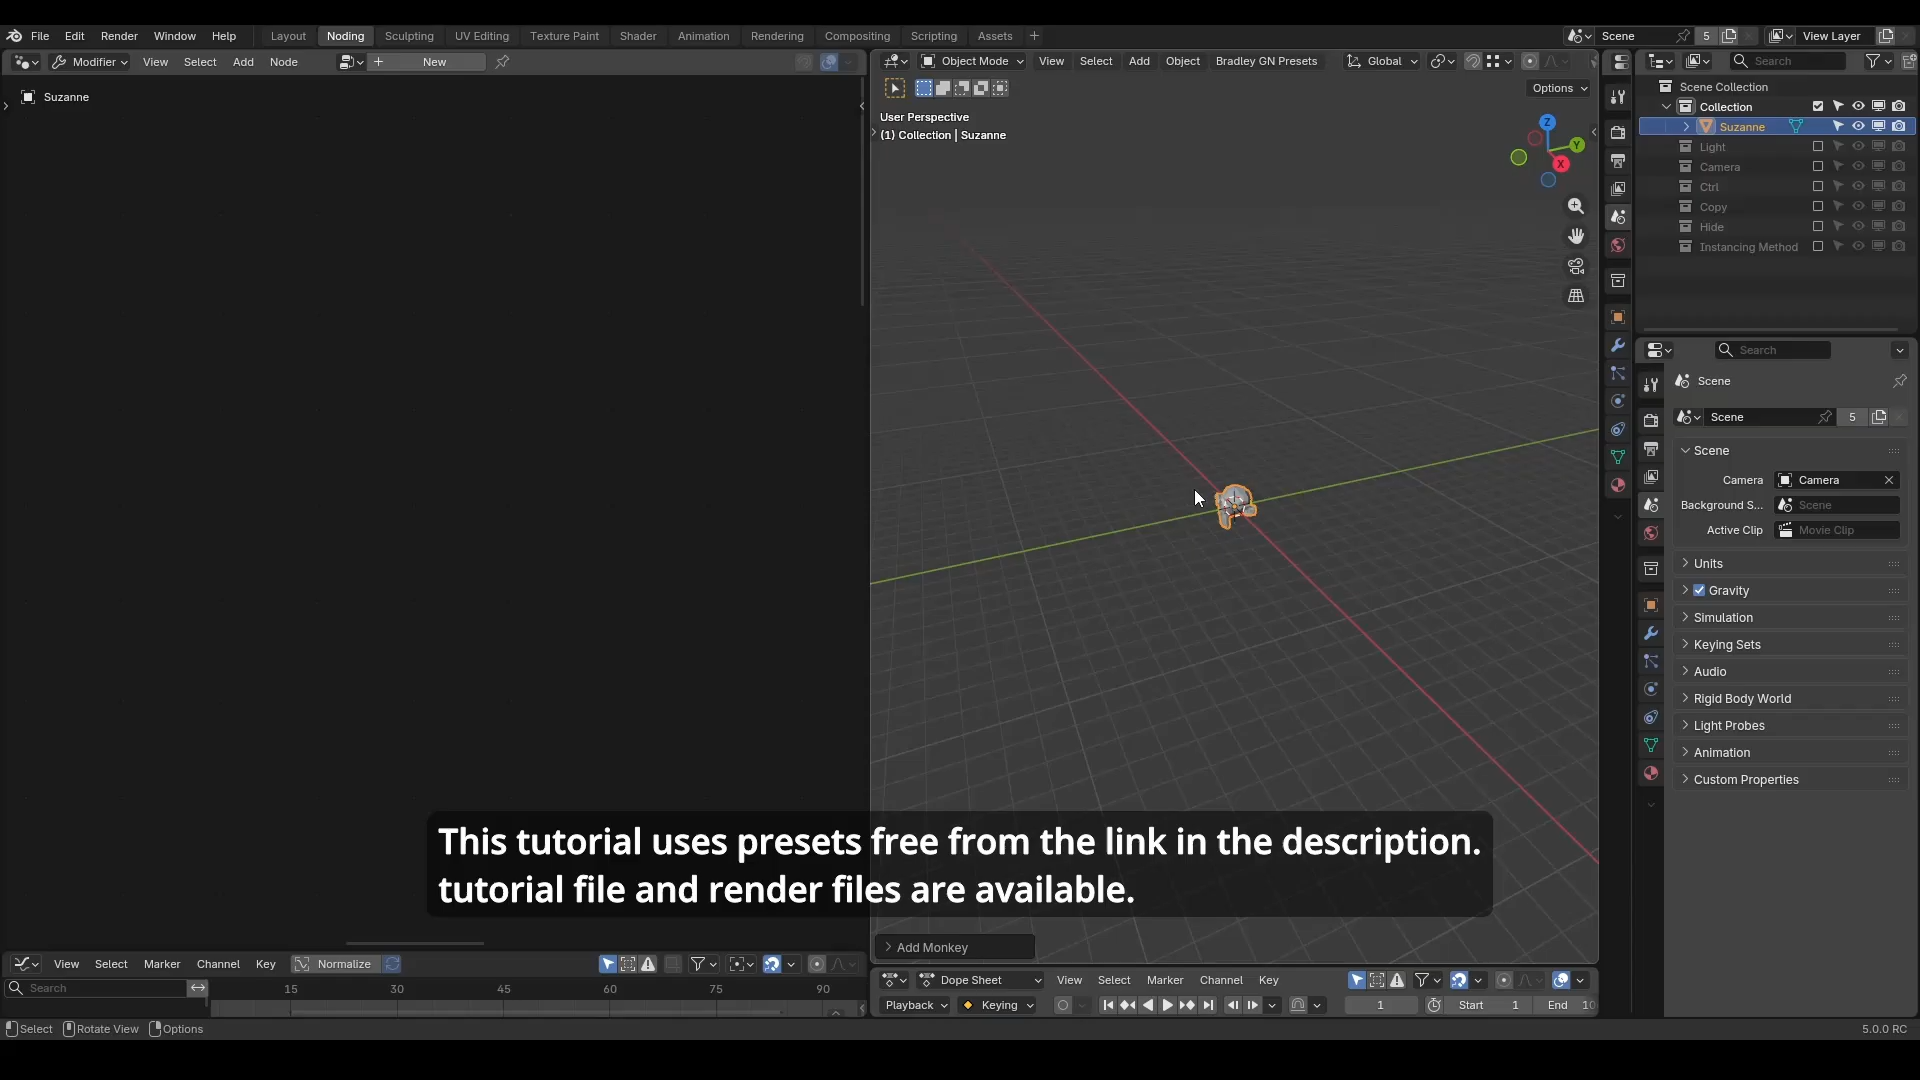 File Edit Render Window Help Layout Noding Sculpting UV Editing Texture Paint Shader Animation Rendering Compositing Scripting Assets + Scene 5 View Layer
Modifier View Select Add Node + New
Object Mode View Select Add Object Bradley GN Presets Global
Search
Options
Suzanne
User Perspective
(1) Collection | Suzanne
Z
Y
X
Scene Collection
Collection
Suzanne
Light
Camera
Ctrl
Copy
Hide
Instancing Method
Search
Scene
Scene 5
Scene
Camera Camera
Background S... Scene
Active Clip Movie Clip
Units
Gravity
Simulation
Keying Sets
Audio
Rigid Body World
Light Probes
Animation
Custom Properties
This tutorial uses presets free from the link in the description.
tutorial file and render files are available.
Add Monkey
View Select Marker Channel Key Normalize
Search 15 30 45 60 75 90
Dope Sheet View Select Marker Channel Key
Playback Keying 1 Start 1 End 10
Select Rotate View Options 5.0.0 RC